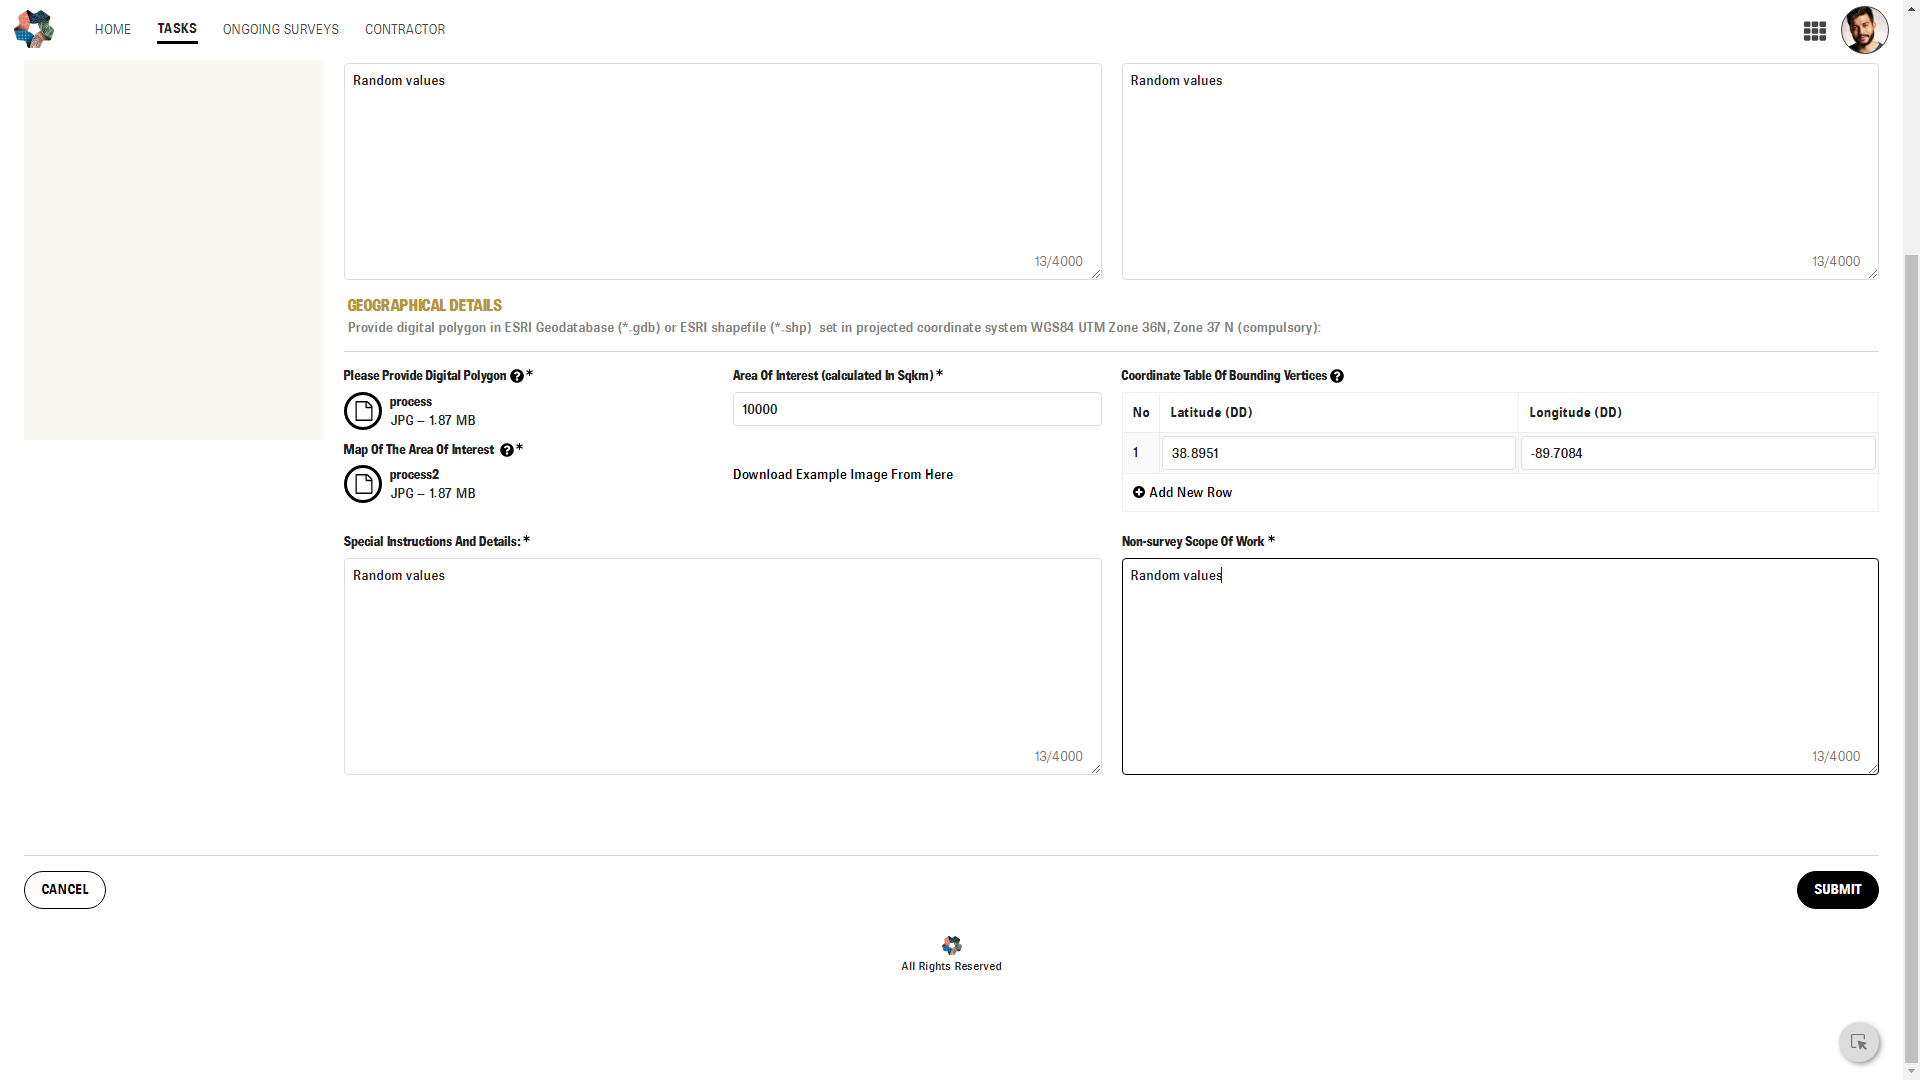 HOME
TASKS
ONGOING SURVEYS
CONTRACTOR
Random values
13/4000
Random values
13/4000
GEOGRAPHICAL DETAILS
Provide digital polygon in ESRI Geodatabase (*.gdb) or ESRI shapefile (*.shp)  set in projected coordinate system WGS84 UTM Zone 36N, Zone 37 N (compulsory):
Please Provide Digital Polygon ? *
process
JPG – 1.87 MB
Area Of Interest (calculated In Sqkm) *
10000
Map Of The Area Of Interest ? *
process2
JPG – 1.87 MB
Download Example Image From Here
Coordinate Table Of Bounding Vertices ?
No Latitude (DD) Longitude (DD)
1 38.8951 -89.7084
Add New Row
Special Instructions And Details: *
Random values
13/4000
Non-survey Scope Of Work *
Random values
13/4000
CANCEL
SUBMIT
All Rights Reserved